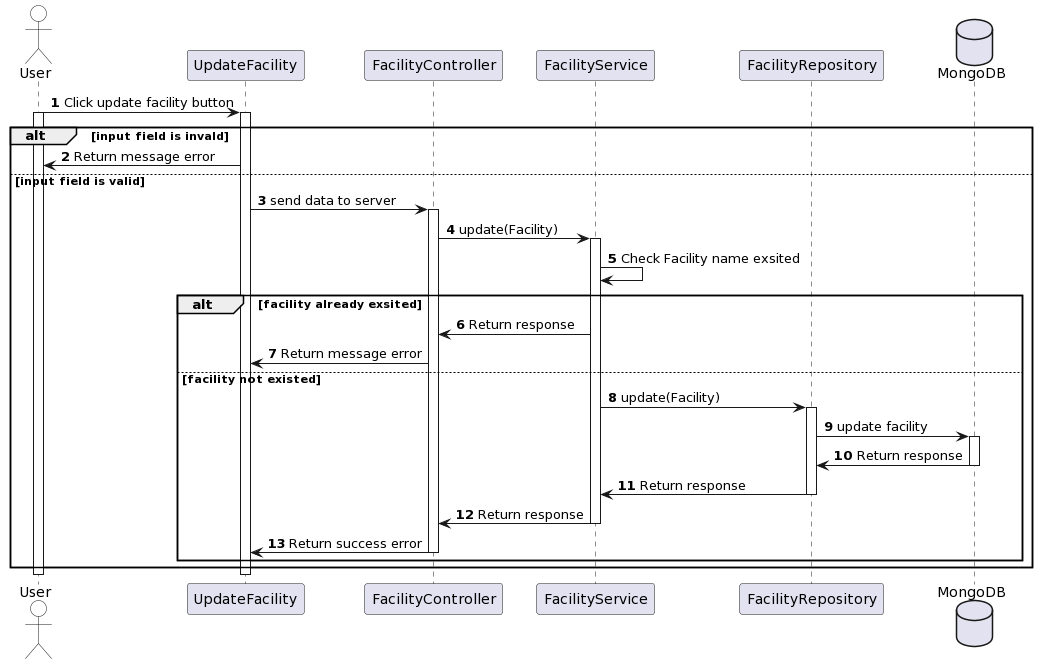 User
UpdateFacility
FacilityController
FacilityService
FacilityRepository
MongoDB
1 Click update facility button
alt [input field is invald]
2 Return message error
[input field is valid]
3 send data to server
4 update(Facility)
5 Check Facility name exsited
alt [facility already exsited]
6 Return response
7 Return message error
[facility not existed]
8 update(Facility)
9 update facility
10 Return response
11 Return response
12 Return response
13 Return success error
User
UpdateFacility
FacilityController
FacilityService
FacilityRepository
MongoDB